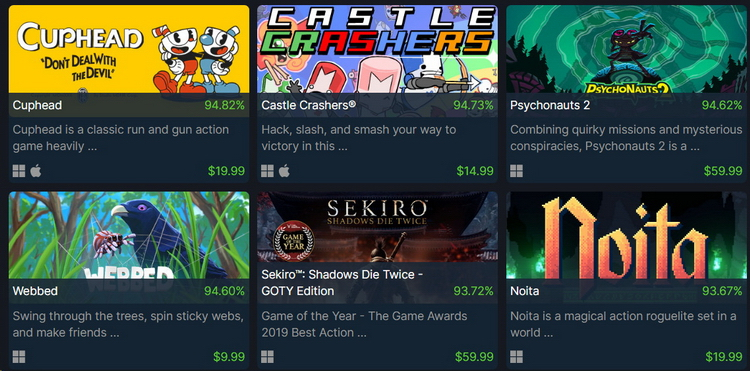 CUPHEAD
"DON'T DEAL WITH
THE DEVIL"
Cuphead 94.82%
Cuphead is a classic run and gun action
game heavily ...
$19.99
CASTLE
CRASHERS
Castle Crashers® 94.73%
Hack, slash, and smash your way to
victory in this ...
$14.99
PSYCHONAUTS 2
Psychonauts 2 94.62%
Combining quirky missions and mysterious
conspiracies, Psychonauts 2 is a ...
$59.99
WEBBED
Webbed 94.60%
Swing through the trees, spin sticky webs,
and make friends ...
$9.99
SEKIRO
SHADOWS DIE TWICE
GAME
OF THE
YEAR
Sekiro™: Shadows Die Twice -
GOTY Edition 93.72%
Game of the Year - The Game Awards
2019 Best Action ...
$59.99
Noita
Noita 93.67%
Noita is a magical action roguelite set in a
world ...
$19.99